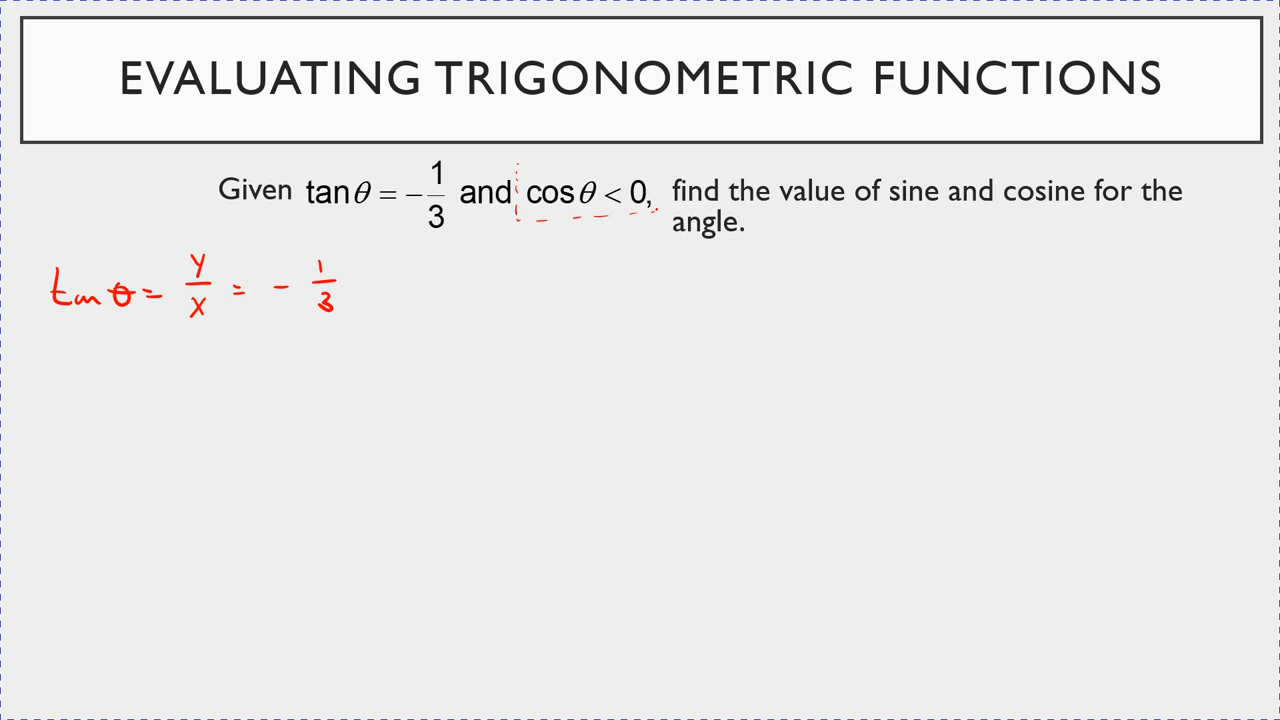 EVALUATING TRIGONOMETRIC FUNCTIONS
Given tanθ = −1/3 and cosθ < 0, find the value of sine and cosine for the
angle.
tan θ = y/x = - 1/3